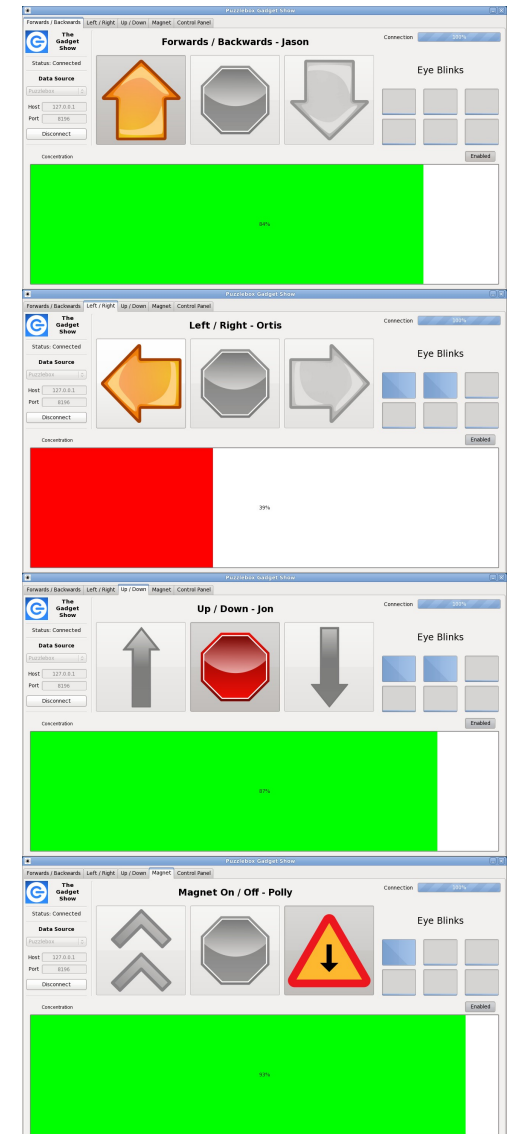 Puzzlebox Gadget Show
Forwards / Backwards Left / Right Up / Down Magnet Control Panel
The
Gadget
Show
Forwards / Backwards - Jason
Connection 100%
Status: Connected
Eye Blinks
Data Source
Puzzlebox
Host 127.0.0.1
Port 8196
Disconnect
Concentration
Enabled
84%
Puzzlebox Gadget Show
Forwards / Backwards Left / Right Up / Down Magnet Control Panel
The
Gadget
Show
Left / Right - Ortis
Connection 100%
Status: Connected
Eye Blinks
Data Source
Puzzlebox
Host 127.0.0.1
Port 8196
Disconnect
Concentration
Enabled
39%
Puzzlebox Gadget Show
Forwards / Backwards Left / Right Up / Down Magnet Control Panel
The
Gadget
Show
Up / Down - Jon
Connection 100%
Status: Connected
Eye Blinks
Data Source
Puzzlebox
Host 127.0.0.1
Port 8196
Disconnect
Concentration
Enabled
87%
Puzzlebox Gadget Show
Forwards / Backwards Left / Right Up / Down Magnet Control Panel
The
Gadget
Show
Magnet On / Off - Polly
Connection 100%
Status: Connected
Eye Blinks
Data Source
Puzzlebox
Host 127.0.0.1
Port 8196
Disconnect
Concentration
Enabled
93%